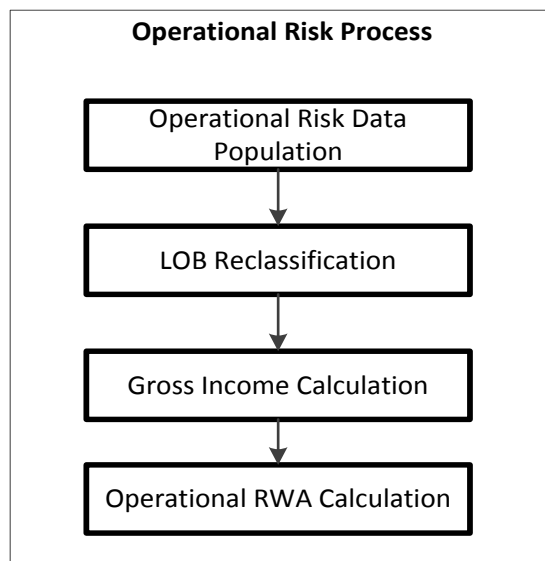 Operational Risk Process
Operational Risk Data
Population
LOB Reclassification
Gross Income Calculation
Operational RWA Calculation